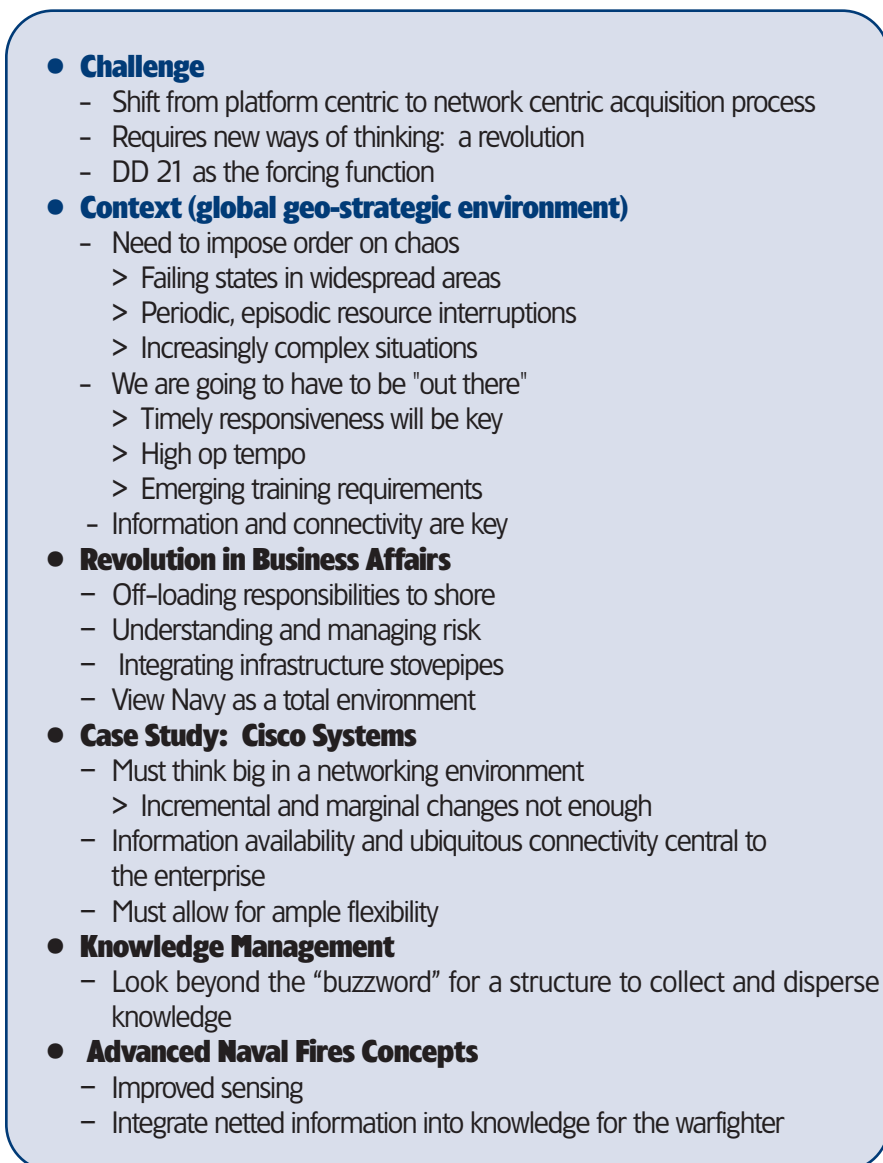 ● Challenge
- Shift from platform centric to network centric acquisition process
- Requires new ways of thinking: a revolution
- DD 21 as the forcing function
● Context (global geo-strategic environment)
- Need to impose order on chaos
> Failing states in widespread areas
> Periodic, episodic resource interruptions
> Increasingly complex situations
- We are going to have to be "out there"
> Timely responsiveness will be key
> High op tempo
> Emerging training requirements
- Information and connectivity are key
● Revolution in Business Affairs
– Off-loading responsibilities to shore
– Understanding and managing risk
– Integrating infrastructure stovepipes
– View Navy as a total environment
● Case Study: Cisco Systems
– Must think big in a networking environment
> Incremental and marginal changes not enough
– Information availability and ubiquitous connectivity central to
the enterprise
– Must allow for ample flexibility
● Knowledge Management
– Look beyond the “buzzword” for a structure to collect and disperse
knowledge
● Advanced Naval Fires Concepts
– Improved sensing
– Integrate netted information into knowledge for the warfighter